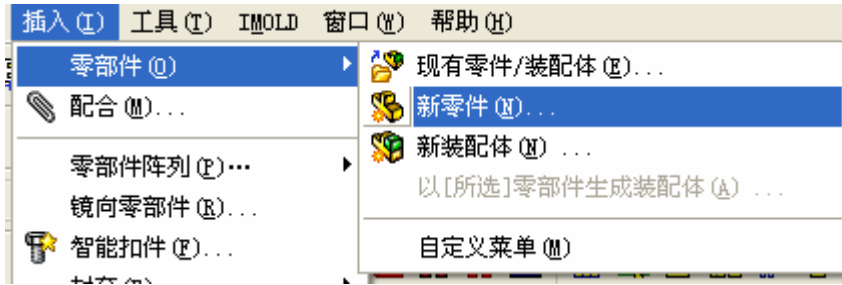 插入(I) 工具(T) IMOLD 窗口(W) 帮助(H)
零部件(O)
配合(M)...
零部件阵列(P)…
镜向零部件(R)...
智能扣件(F)...
现有零件/装配体(E)...
新零件(N)...
新装配体(N) ...
以[所选]零部件生成装配体(A) ...
自定义菜单(M)